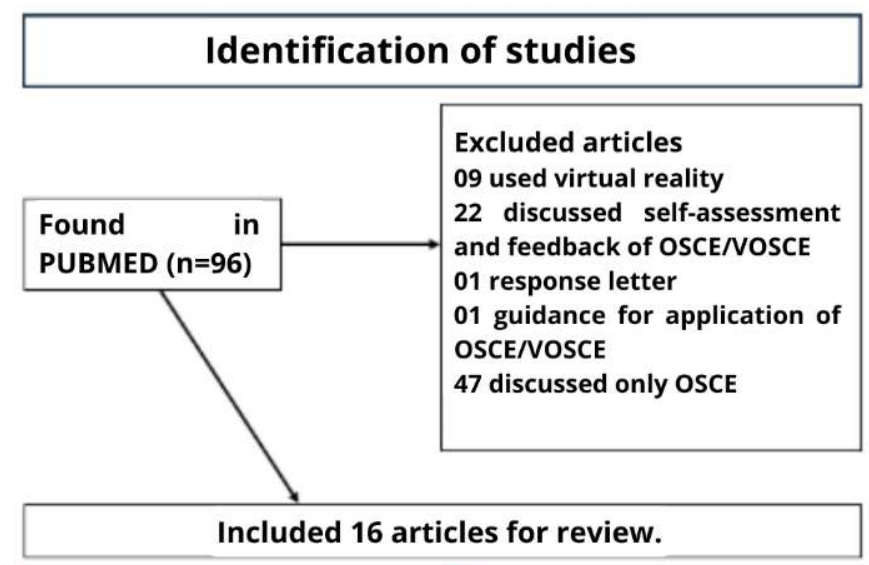 Identification of studies
Found in
PUBMED (n=96)
Excluded articles
09 used virtual reality
22 discussed self-assessment
and feedback of OSCE/VOSCE
01 response letter
01 guidance for application of
OSCE/VOSCE
47 discussed only OSCE
Included 16 articles for review.